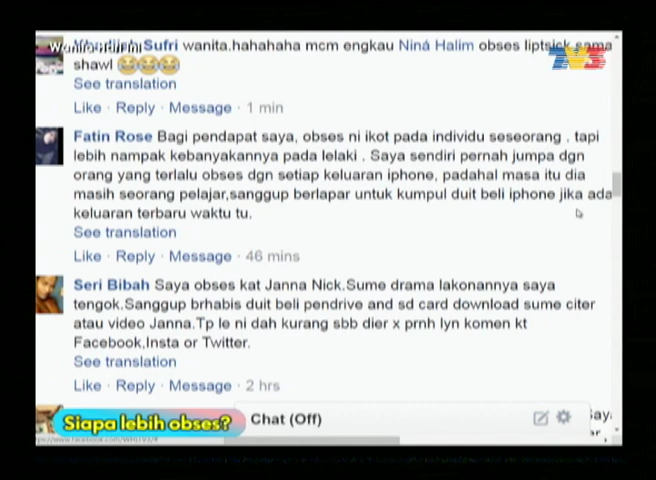 Wanita Hari Ini
TV3
Sufri wanita.hahahaha mcm engkau Niná Halim obses liptsick sama
shawl
See translation
Like · Reply · Message · 1 min
Fatin Rose Bagi pendapat saya, obses ni ikot pada individu seseorang , tapi
lebih nampak kebanyakannya pada lelaki . Saya sendiri pernah jumpa dgn
orang yang terlalu obses dgn setiap keluaran iphone, padahal masa itu dia
masih seorang pelajar,sanggup berlapar untuk kumpul duit beli iphone jika ada
keluaran terbaru waktu tu.
See translation
Like · Reply · Message · 46 mins
Seri Bibah Saya obses kat Janna Nick.Sume drama lakonannya saya
tengok.Sanggup brhabis duit beli pendrive and sd card download sume citer
atau video Janna.Tp le ni dah kurang sbb dier x prnh lyn komen kt
Facebook,Insta or Twitter.
See translation
Like · Reply · Message · 2 hrs
Siapa lebih obses?
Chat (Off)